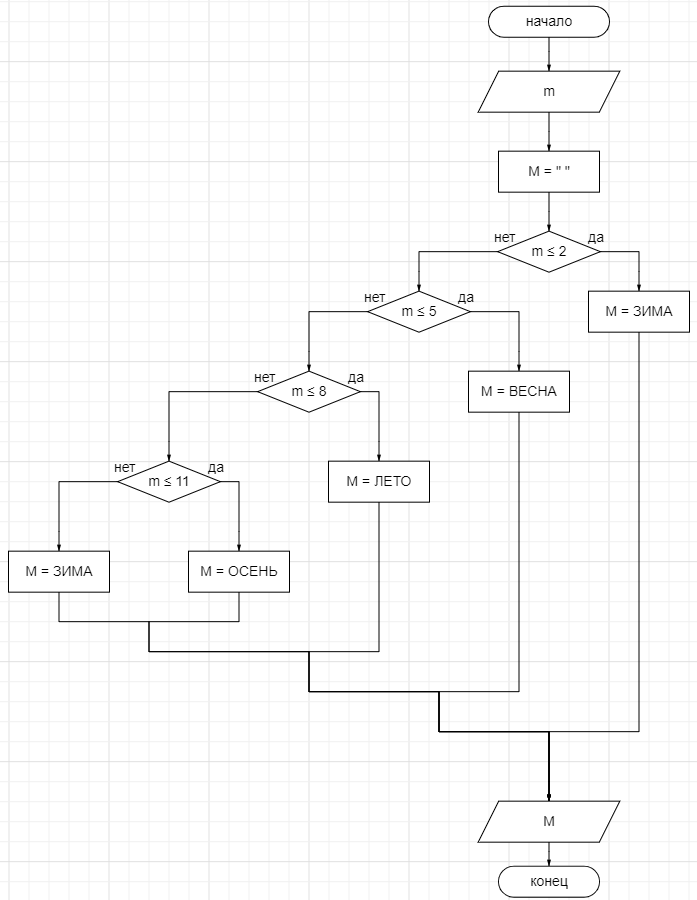 начало
m
M = " "
нет
да
m ≤ 2
нет
да
m ≤ 5
M = ЗИМА
нет
да
m ≤ 8
M = ВЕСНА
нет
да
m ≤ 11
M = ЛЕТО
M = ЗИМА
M = ОСЕНЬ
M
конец